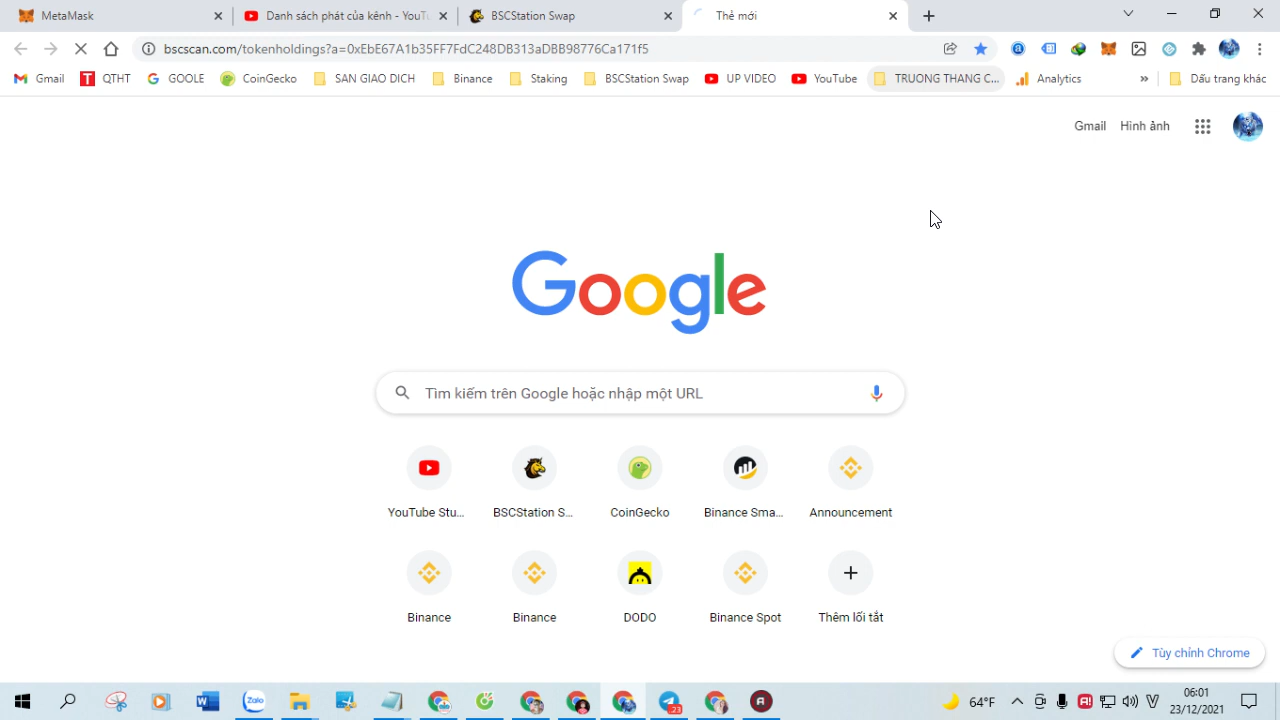 MetaMask
Danh sách phát của kênh - YouT
BSCStation Swap
Thẻ mới
bscscan.com/tokenholdings?a=0xEbE67A1b35FF7FdC248DB313aDBB98776Ca171f5
Gmail
QTHT
GOOLE
CoinGecko
SAN GIAO DICH
Binance
Staking
BSCStation Swap
UP VIDEO
YouTube
TRUONG THANG C...
Analytics
»
Dấu trang khác
Gmail
Hình ảnh
Google
Tìm kiếm trên Google hoặc nhập một URL
YouTube Stu...
BSCStation S...
CoinGecko
Binance Sma...
Announcement
Binance
Binance
DODO
Binance Spot
Thêm lối tắt
Tùy chỉnh Chrome
Zalo
23
64°F
06:01
23/12/2021